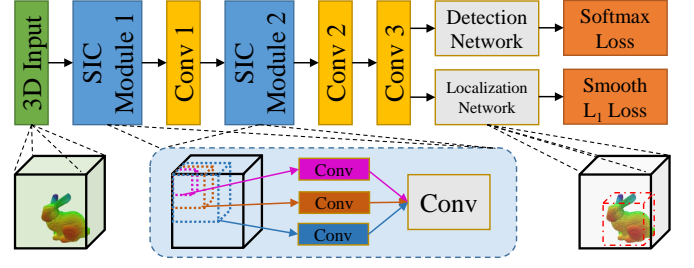 3D Input
SIC
Module 1
Conv 1
SIC
Module 2
Conv 2
Conv 3
Detection
Network
Softmax
Loss
Localization
Network
Smooth
L₁ Loss
Conv
Conv
Conv
Conv